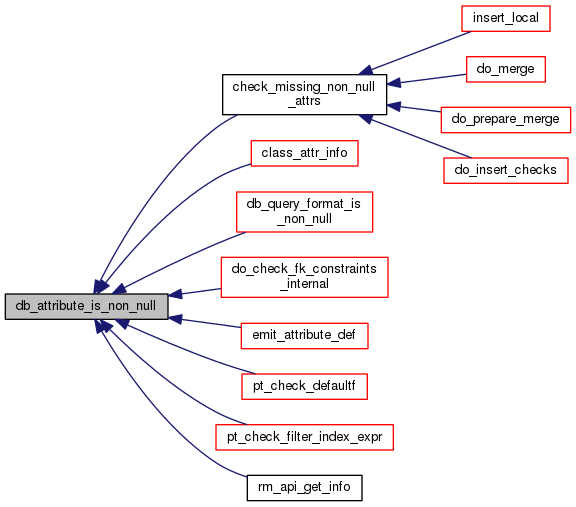 insert_local
check_missing_non_null
_attrs
do_merge
do_prepare_merge
do_insert_checks
class_attr_info
db_query_format_is
_non_null
do_check_fk_constraints
_internal
db_attribute_is_non_null
emit_attribute_def
pt_check_defaultf
pt_check_filter_index_expr
rm_api_get_info